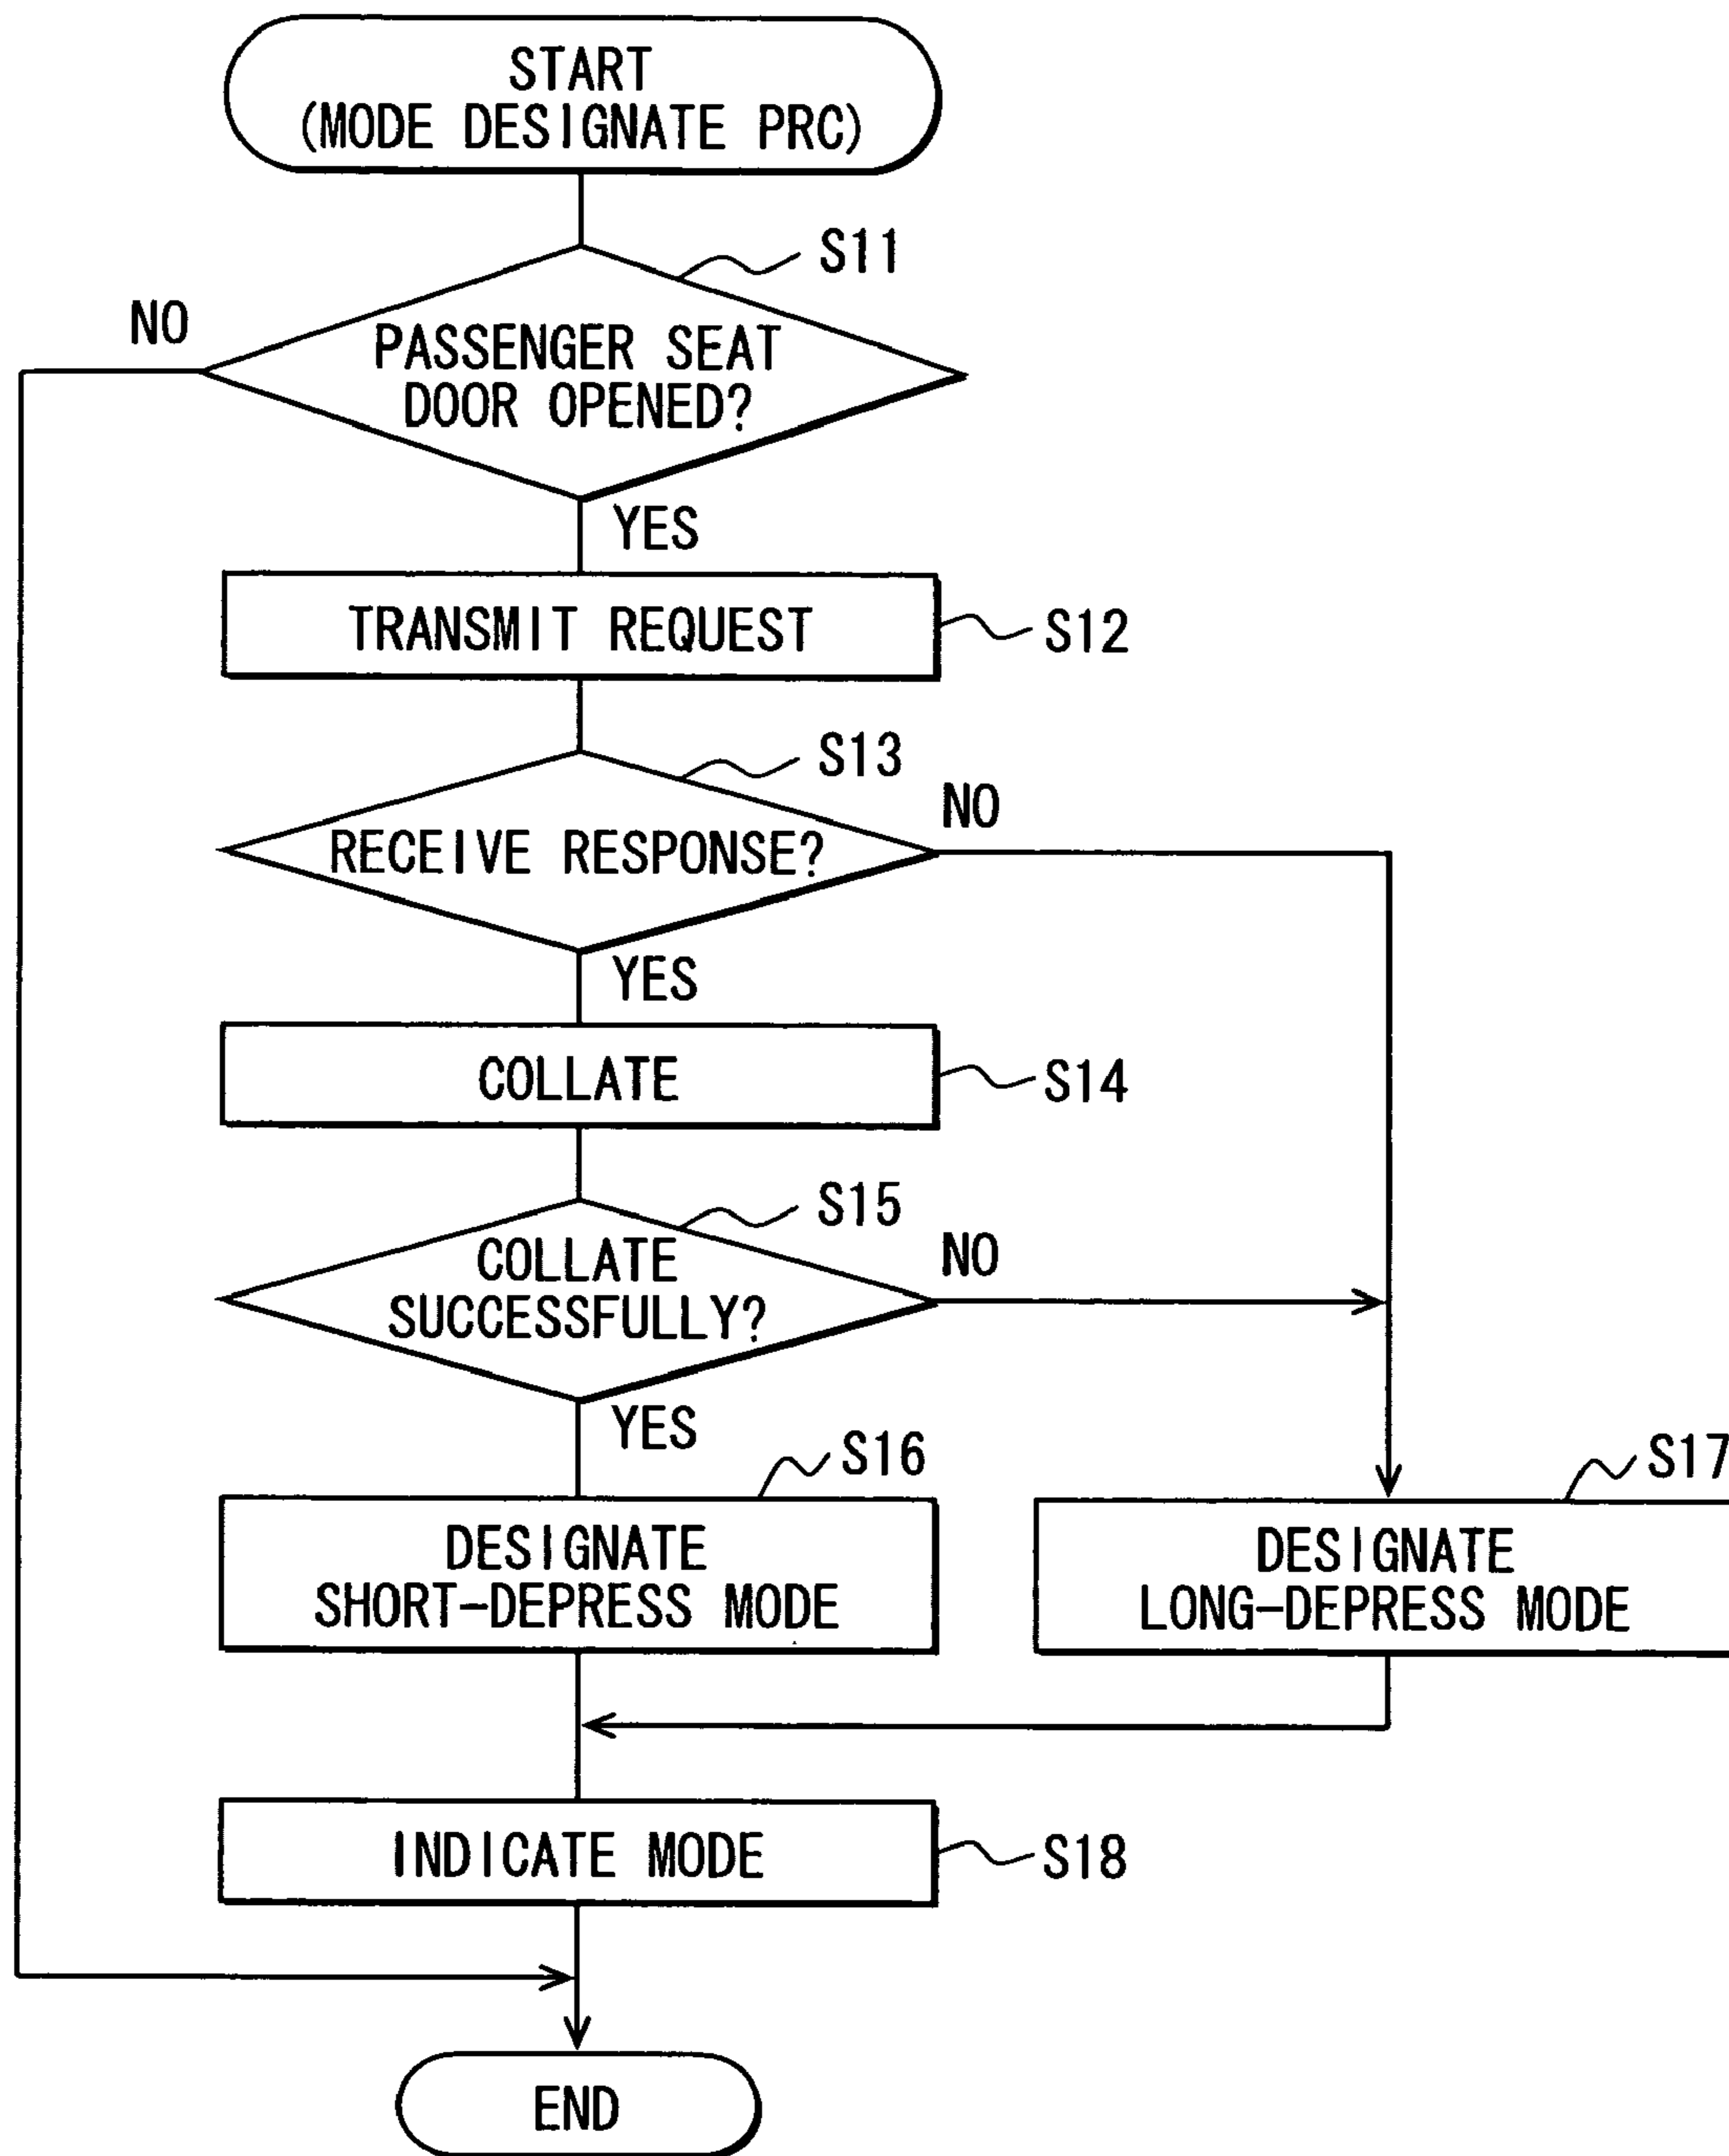 START
(MODE DESIGNATE PRC)
S11
NO
PASSENGER SEAT
DOOR OPENED?
YES
TRANSMIT REQUEST
S12
S13
NO
RECEIVE RESPONSE?
YES
COLLATE
S14
S15
NO
COLLATE
SUCCESSFULLY?
YES
S16
S17
DESIGNATE
SHORT-DEPRESS MODE
DESIGNATE
LONG-DEPRESS MODE
INDICATE MODE
S18
END